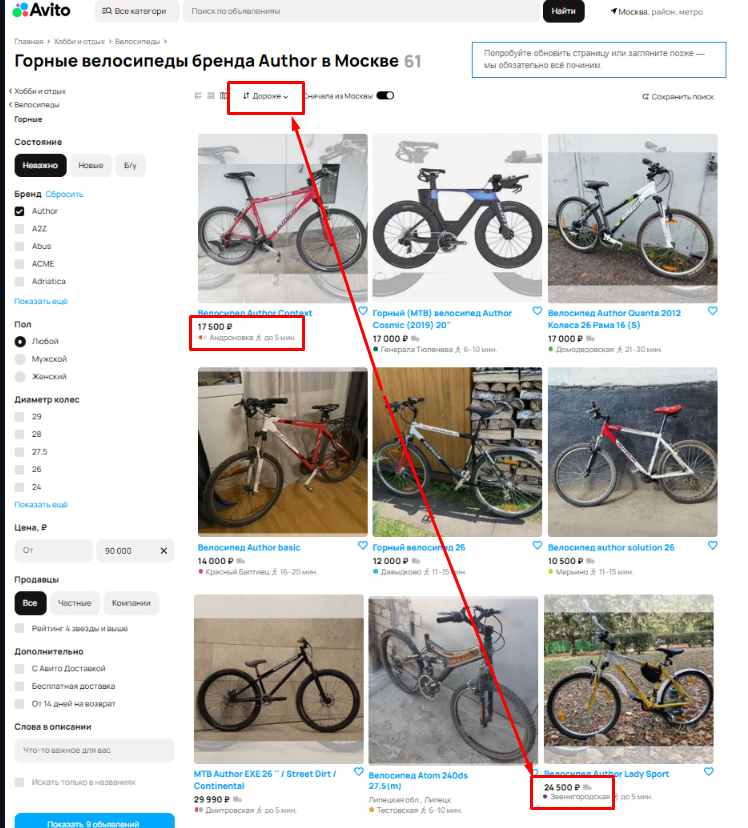 Avito
Все категори
Поиск по объявлениям
Найти
Москва, район, метро
Главная › Хобби и отдых › Велосипеды ›
Горные велосипеды бренда Author в Москве 61
Попробуйте обновить страницу или загляните позже —
мы обязательно всё починим.
Хобби и отдых
Велосипеды
Горные
Дороже
Сначала из Москвы
Сохранить поиск
Состояние
Неважно
Новые
Б/у
Бренд Сбросить
Author
A2Z
Abus
ACME
Adriatica
Показать ещё
Пол
Любой
Мужской
Женский
Диаметр колес
29
28
27.5
26
24
Показать ещё
Цена, ₽
От
90 000
Продавцы
Все
Частные
Компании
Рейтинг 4 звезды и выше
Дополнительно
С Авито Доставкой
Бесплатная доставка
От 14 дней на возврат
Слова в описании
Что-то важное для вас
Искать только в названиях
Показать 9 объявлений
Велосипед Author Context
17 500 ₽
Андроновка до 5 мин.
Горный (MTB) велосипед Author
Cosmic (2019) 20"
17 000 ₽
Генерала Тюленева 6–10 мин.
Велосипед Author Quanta 2012
Колеса 26 Рама 16 (S)
17 000 ₽
Домодедовская 21–30 мин.
Велосипед Author basic
14 000 ₽
Красный Балтиец 16–20 мин.
Горный велосипед 26
12 000 ₽
Давыдково 11–15 мин.
Велосипед author solution 26
10 500 ₽
Марьино 11–15 мин.
MTB Author EXE 26 '' / Street Dirt /
Continental
29 990 ₽
Дмитровская до 5 мин.
Велосипед Atom 240ds
27,5(m)
Липецкая обл., Липецк
Тестовская 6–10 мин.
Велосипед Author Lady Sport
24 500 ₽
Звенигородская до 5 мин.